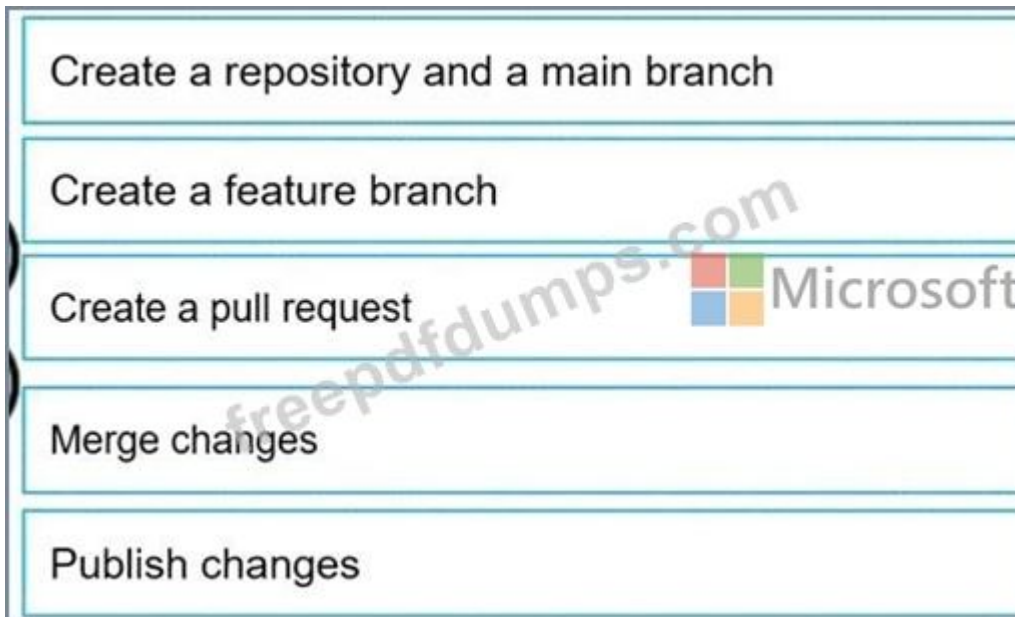 Create a repository and a main branch
Create a feature branch
Create a pull request
Microsoft
freepdfdumps.com
Merge changes
Publish changes